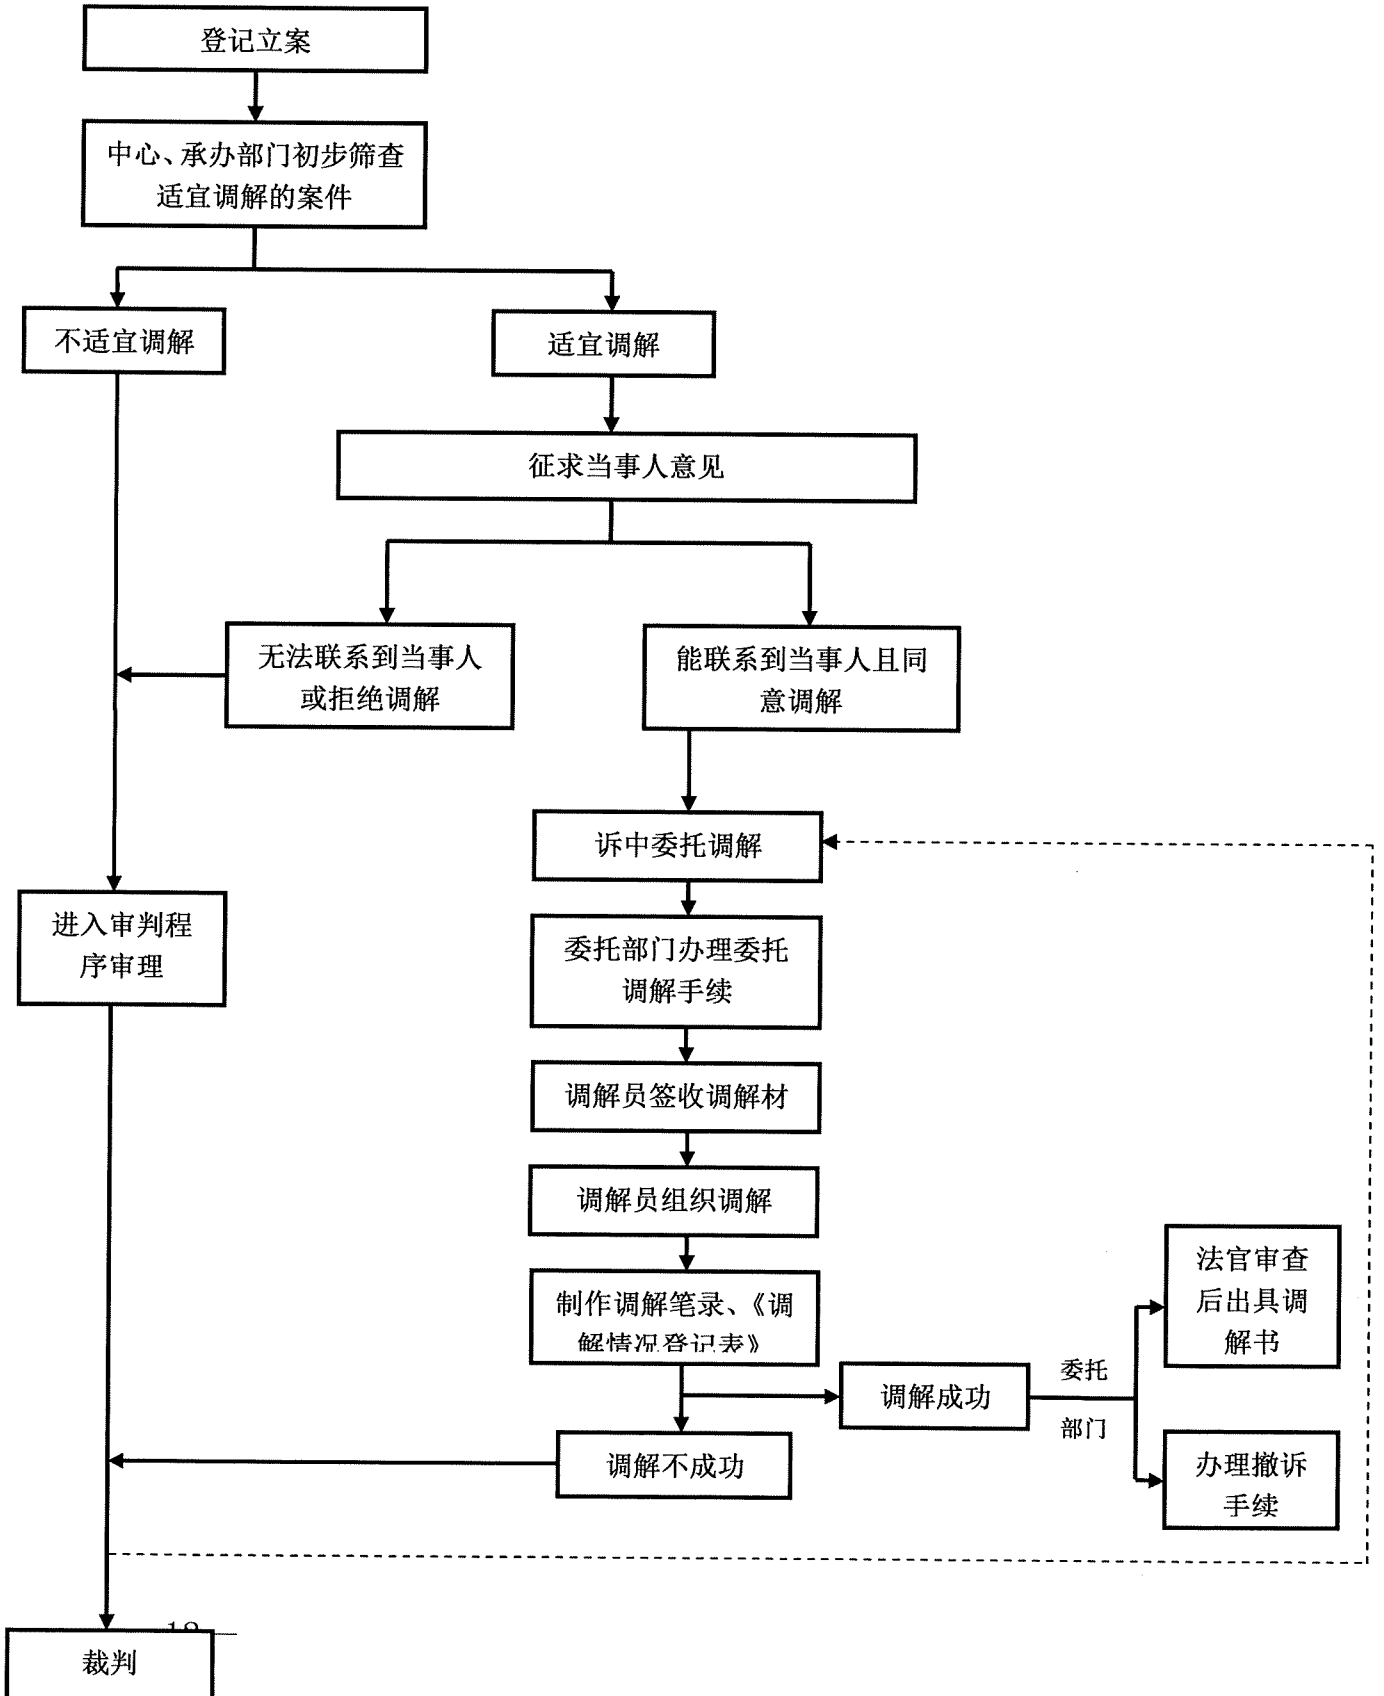 登记立案
中心、承办部门初步筛查
适宜调解的案件
不适宜调解
适宜调解
征求当事人意见
无法联系到当事人
或拒绝调解
能联系到当事人且同
意调解
诉中委托调解
进入审判程
序审理
委托部门办理委托
调解手续
调解员签收调解材
调解员组织调解
制作调解笔录、《调
解情况登记表》
调解成功
委托
部门
法官审查
后出具调
解书
办理撤诉
手续
调解不成功
裁判